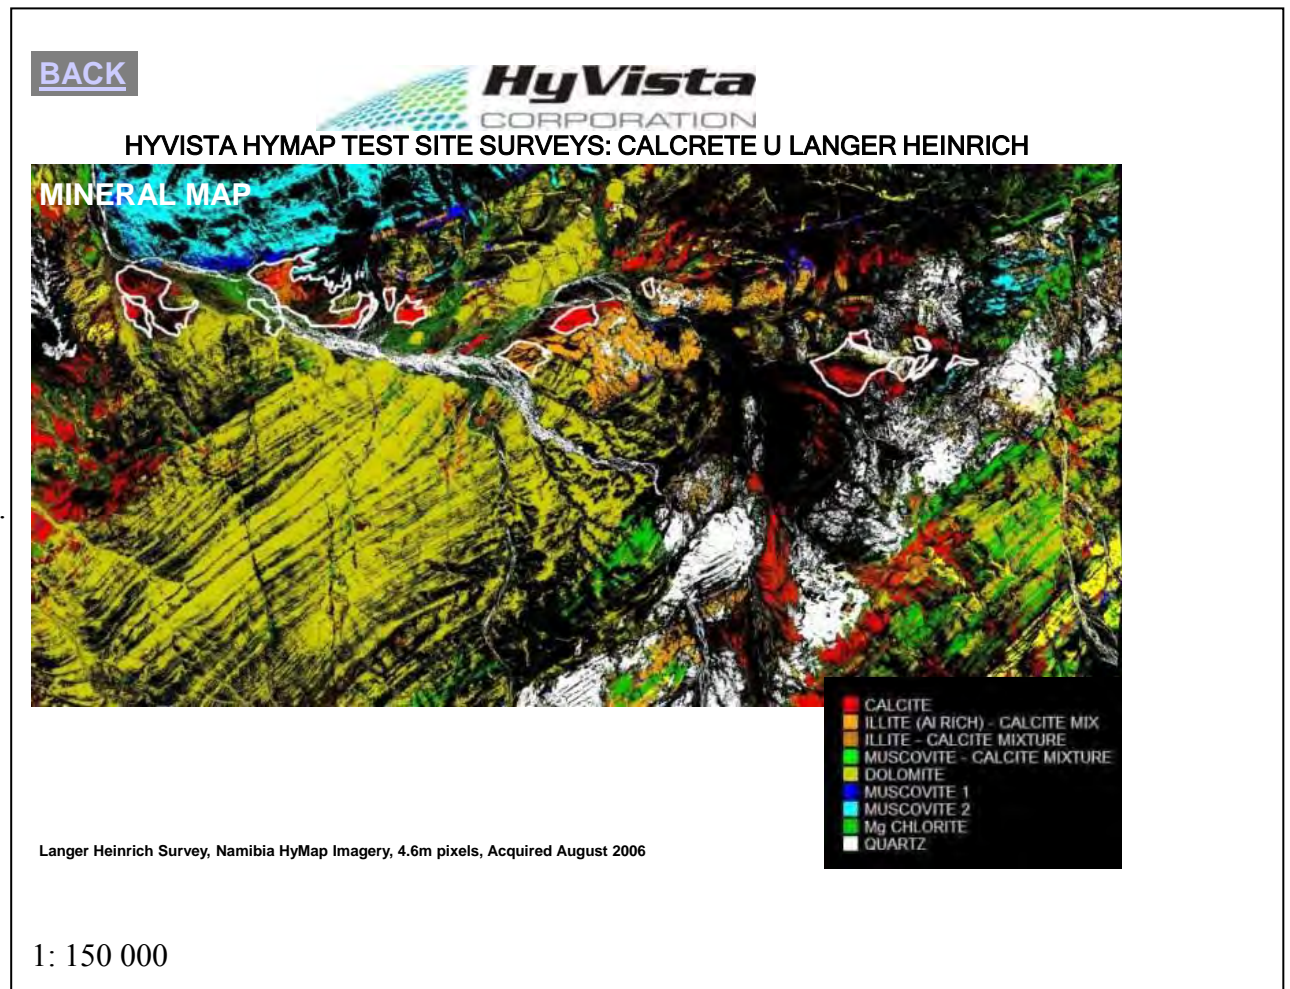 BACK
HyVista
CORPORATION
HYVISTA HYMAP TEST SITE SURVEYS: CALCRETE U LANGER HEINRICH
MINERAL MAP
CALCITE
ILLITE (Al RICH) - CALCITE MIX
ILLITE - CALCITE MIXTURE
MUSCOVITE - CALCITE MIXTURE
DOLOMITE
MUSCOVITE 1
MUSCOVITE 2
Mg CHLORITE
QUARTZ
Langer Heinrich Survey, Namibia HyMap Imagery, 4.6m pixels, Acquired August 2006
1: 150 000